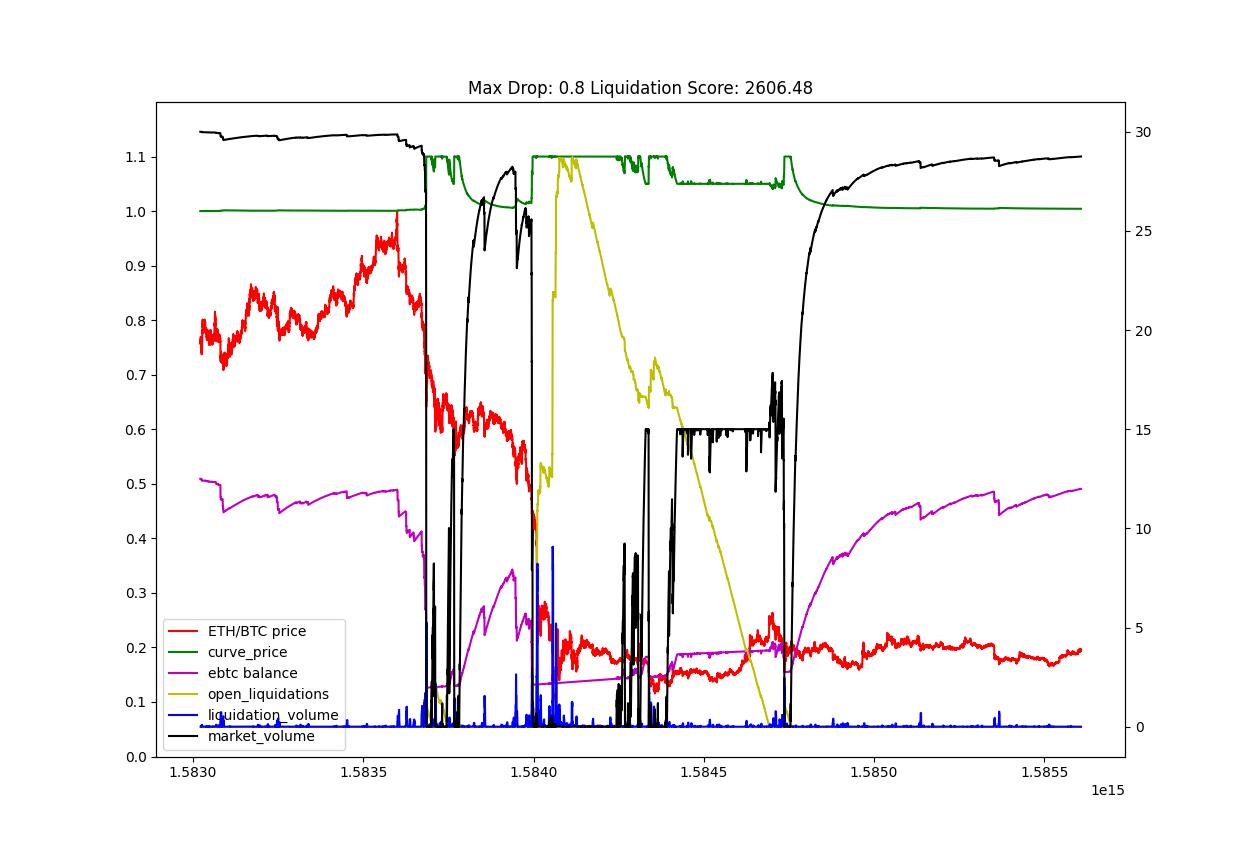 Max Drop: 0.8 Liquidation Score: 2606.48
1.1
1.0
0.9
0.8
0.7
0.6
0.5
0.4
0.3
0.2
0.1
0.0
30
25
20
15
10
5
0
ETH/BTC price
curve_price
ebtc balance
open_liquidations
liquidation_volume
market_volume
1.5830 1.5835 1.5840 1.5845 1.5850 1.5855
1e15